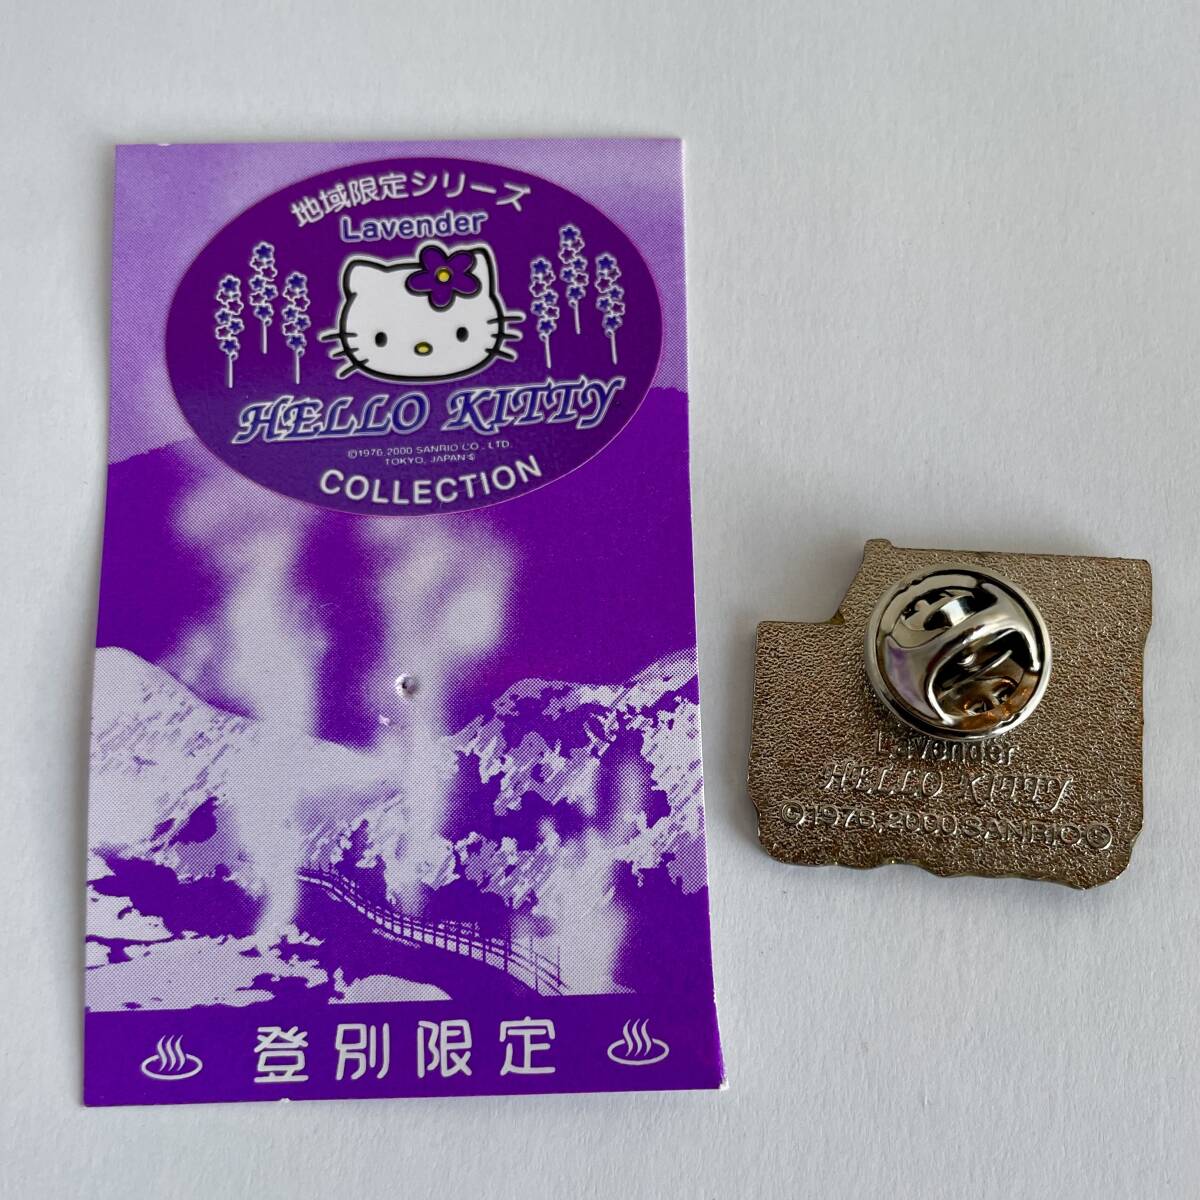 地域限定シリーズ
Lavender
HELLO KITTY
©1976,2000 SANRIO CO., LTD.
TOKYO, JAPAN Ⓛ
COLLECTION
登別限定
Lavender
HELLO KITTY
©1976,2000 SANRIO Ⓛ